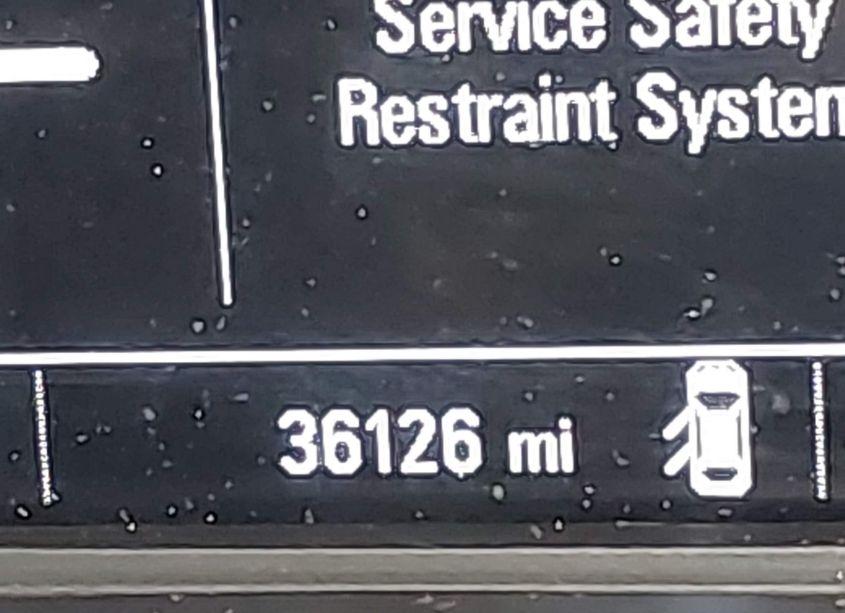 Service Safety
Restraint System
36126 mi